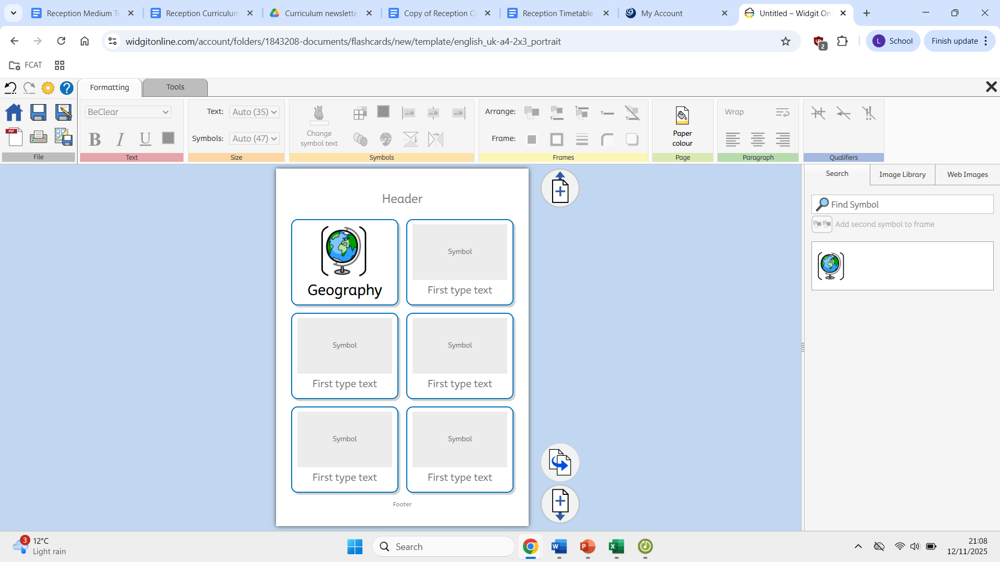 Reception Medium Te
Reception Curriculum
Curriculum newslette
Copy of Reception Cu
Reception Timetable
My Account
Untitled – Widgit On
widgitonline.com/account/folders/1843208-documents/flashcards/new/template/english_uk-a4-2x3_portrait
2
L School
Finish update
FCAT
Formatting
Tools
BeClear
Text: Auto (35)
Change symbol text
Arrange:
Paper colour
Wrap
PDF
B I U
Symbols: Auto (47)
Frame:
File
Text
Size
Symbols
Frames
Page
Paragraph
Qualifiers
Search
Image Library
Web Images
Find Symbol
Add second symbol to frame
Header
Geography
Symbol
First type text
Symbol
First type text
Symbol
First type text
Symbol
First type text
Symbol
First type text
Footer
3
12°C
Light rain
Search
21:08
12/11/2025